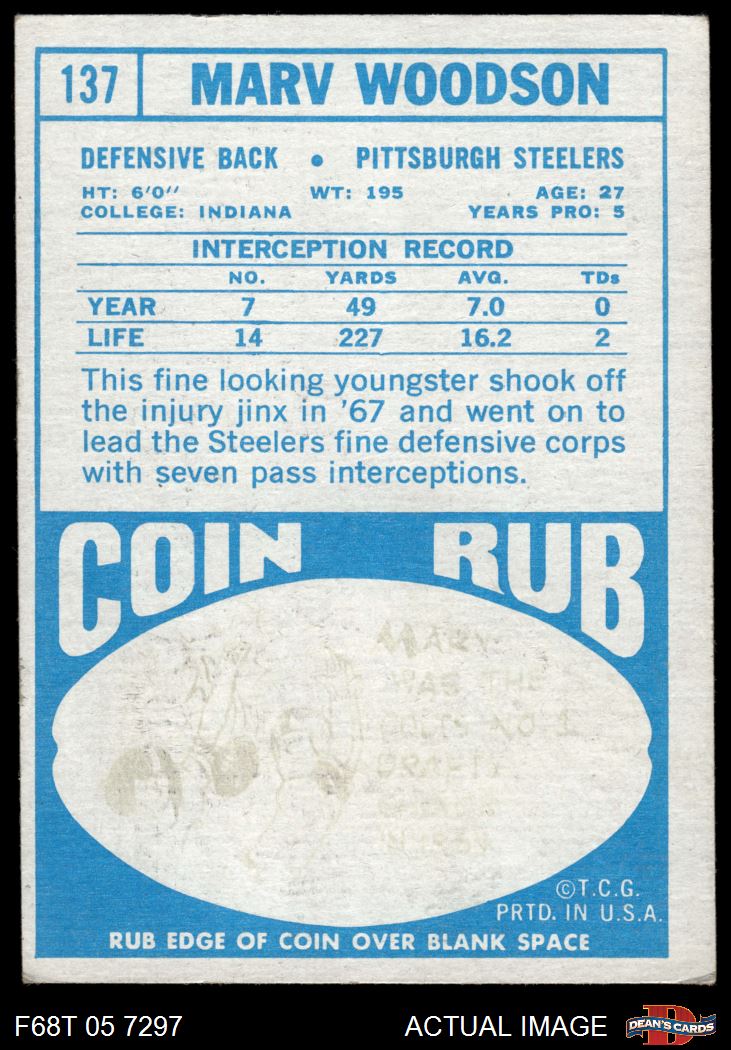 137 MARV WOODSON
DEFENSIVE BACK • PITTSBURGH STEELERS
HT: 6'0" WT: 195 AGE: 27
COLLEGE: INDIANA YEARS PRO: 5
INTERCEPTION RECORD
NO. YARDS AVG. TDs
YEAR 7 49 7.0 0
LIFE 14 227 16.2 2
This fine looking youngster shook off
the injury jinx in '67 and went on to
lead the Steelers fine defensive corps
with seven pass interceptions.
COIN RUB
MARV
WAS THE
©T.C.G.
PRTD. IN U.S.A.
RUB EDGE OF COIN OVER BLANK SPACE
F68T 05 7297 ACTUAL IMAGE DEAN'S CARDS